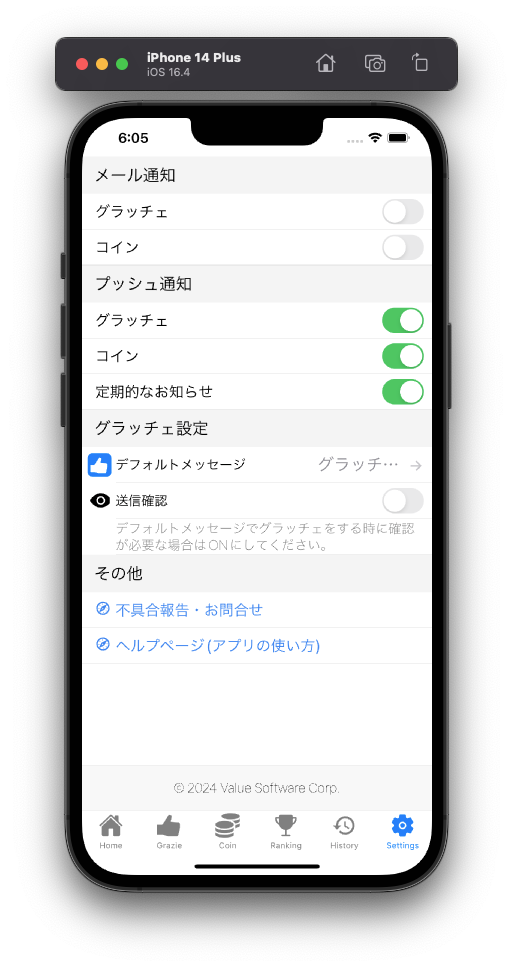 iPhone 14 Plus
iOS 16.4
6:05
メール通知
グラッチェ
コイン
プッシュ通知
グラッチェ
コイン
定期的なお知らせ
グラッチェ設定
デフォルトメッセージ グラッチ…
送信確認
デフォルトメッセージでグラッチェをする時に確認
が必要な場合はONにしてください。
その他
不具合報告・お問合せ
ヘルプページ(アプリの使い方)
© 2024 Value Software Corp.
Home Grazie Coin Ranking History Settings